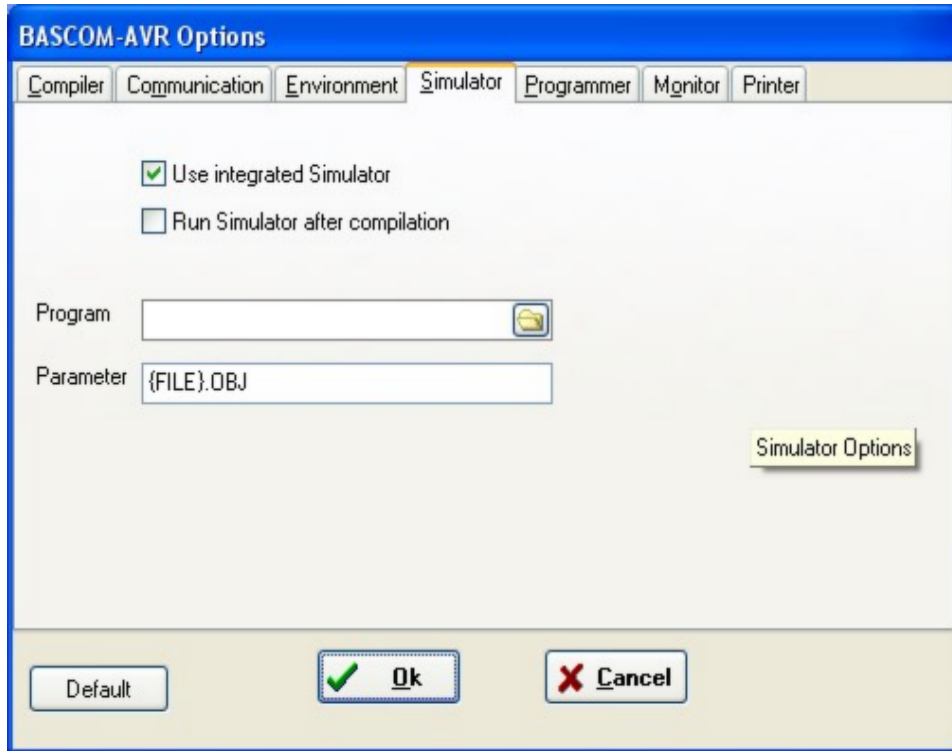 BASCOM-AVR Options
Compiler Communication Environment Simulator Programmer Monitor Printer
Use integrated Simulator
Run Simulator after compilation
Program
Parameter {FILE}.OBJ
Simulator Options
Default Ok Cancel